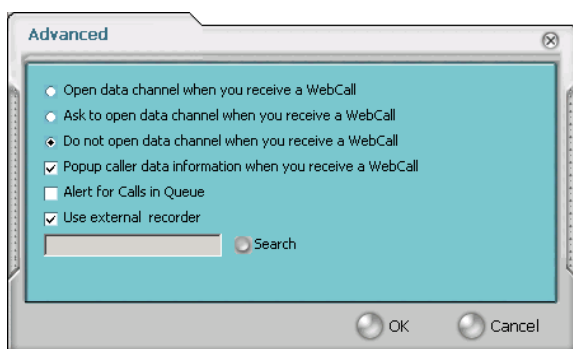 Advanced
Open data channel when you receive a WebCall
Ask to open data channel when you receive a WebCall
Do not open data channel when you receive a WebCall
Popup caller data information when you receive a WebCall
Alert for Calls in Queue
Use external recorder
Search
OK
Cancel